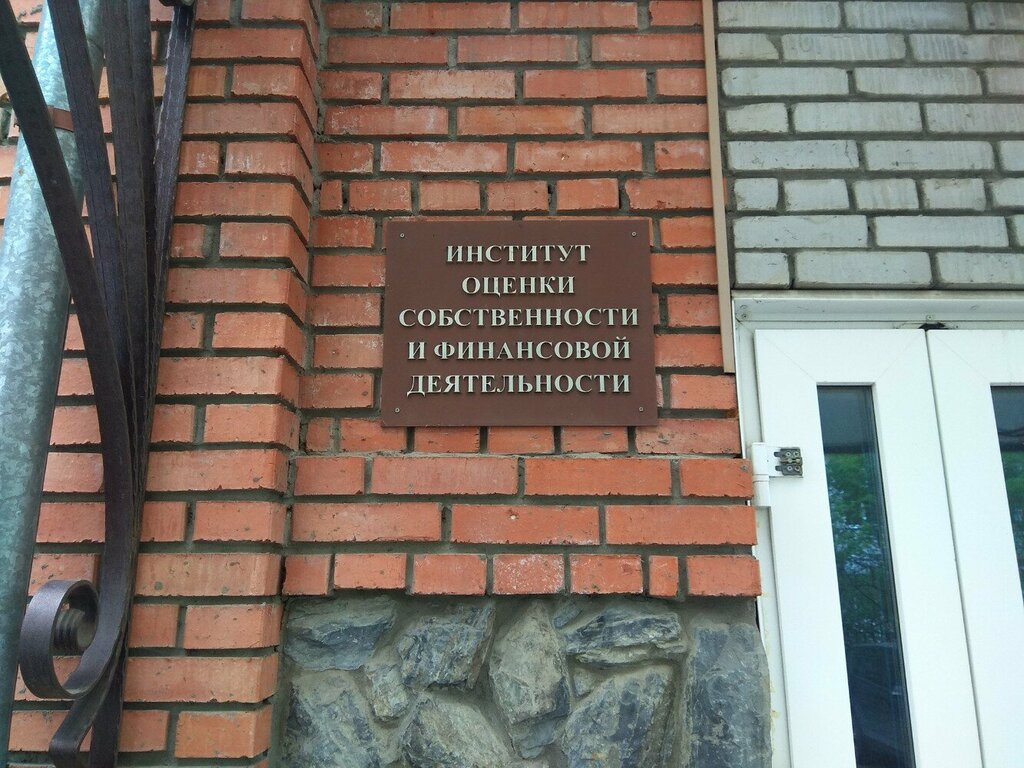 ИНСТИТУТ
ОЦЕНКИ
СОБСТВЕННОСТИ
И ФИНАНСОВОЙ
ДЕЯТЕЛЬНОСТИ